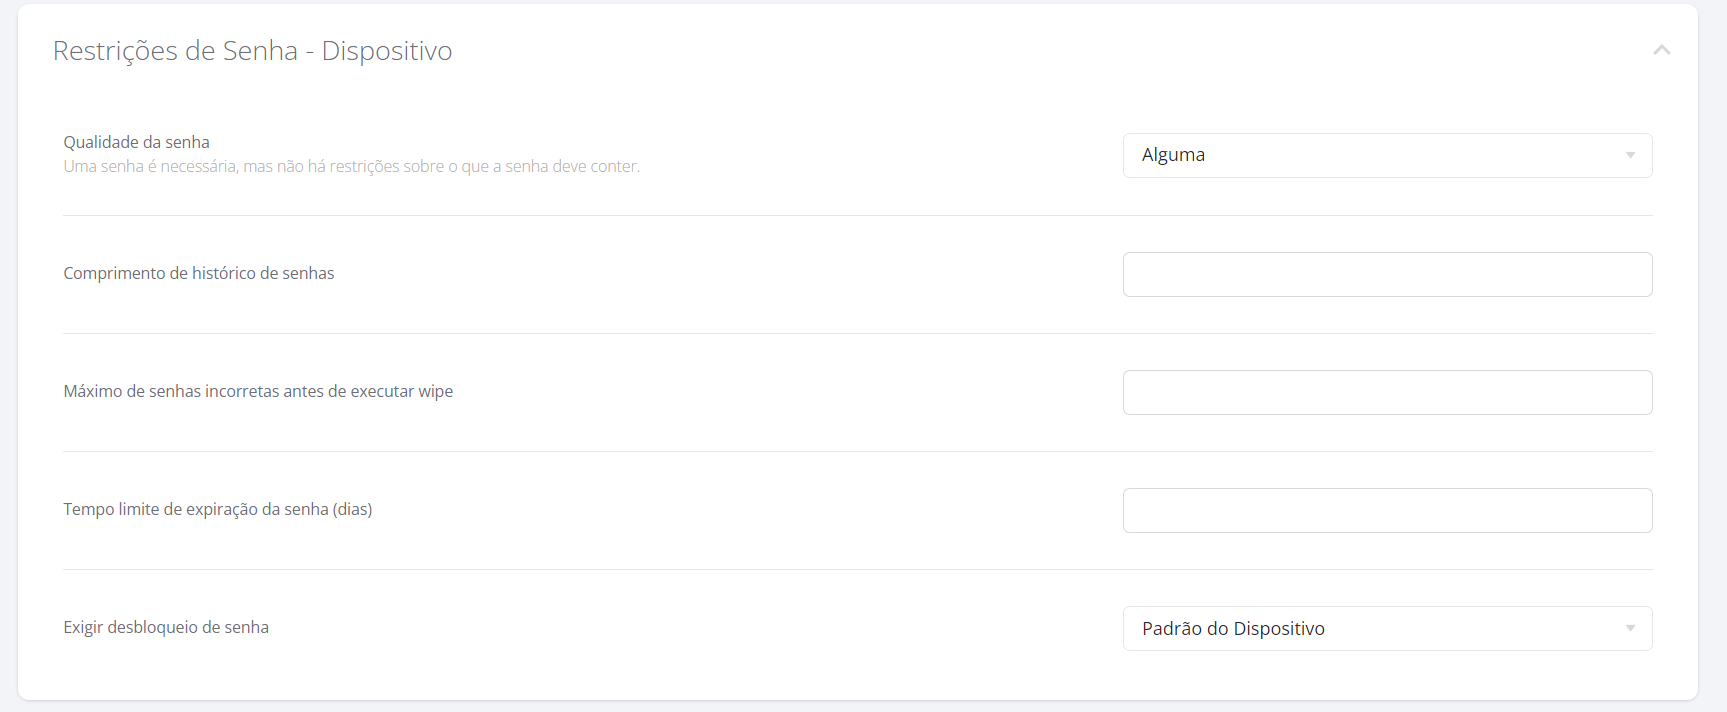 Restrições de Senha - Dispositivo
Qualidade da senha
Uma senha é necessária, mas não há restrições sobre o que a senha deve conter.
Alguma
Comprimento de histórico de senhas
Máximo de senhas incorretas antes de executar wipe
Tempo limite de expiração da senha (dias)
Exigir desbloqueio de senha
Padrão do Dispositivo